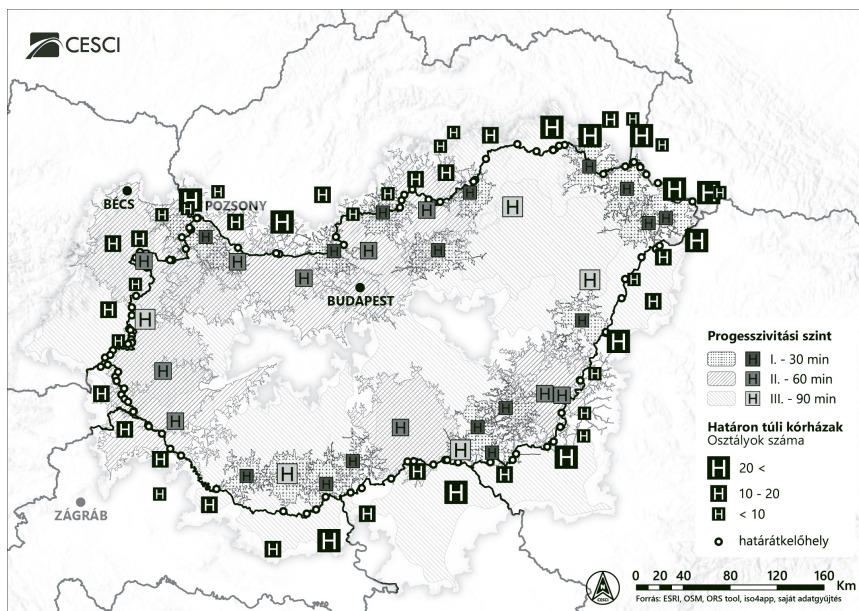 CESCI
BÉCS
POZSONY
BUDAPEST
ZÁGRÁB
Progesszivitási szint
I. - 30 min
II. - 60 min
III. - 90 min
Határon túli kórházak
Osztályok száma
20 <
10 - 20
< 10
határátkelőhely
CESCI
0 20 40 80 120 160 Km
Forrás: ESRI, OSM, ORS tool, iso4app, saját adatgyűjtés